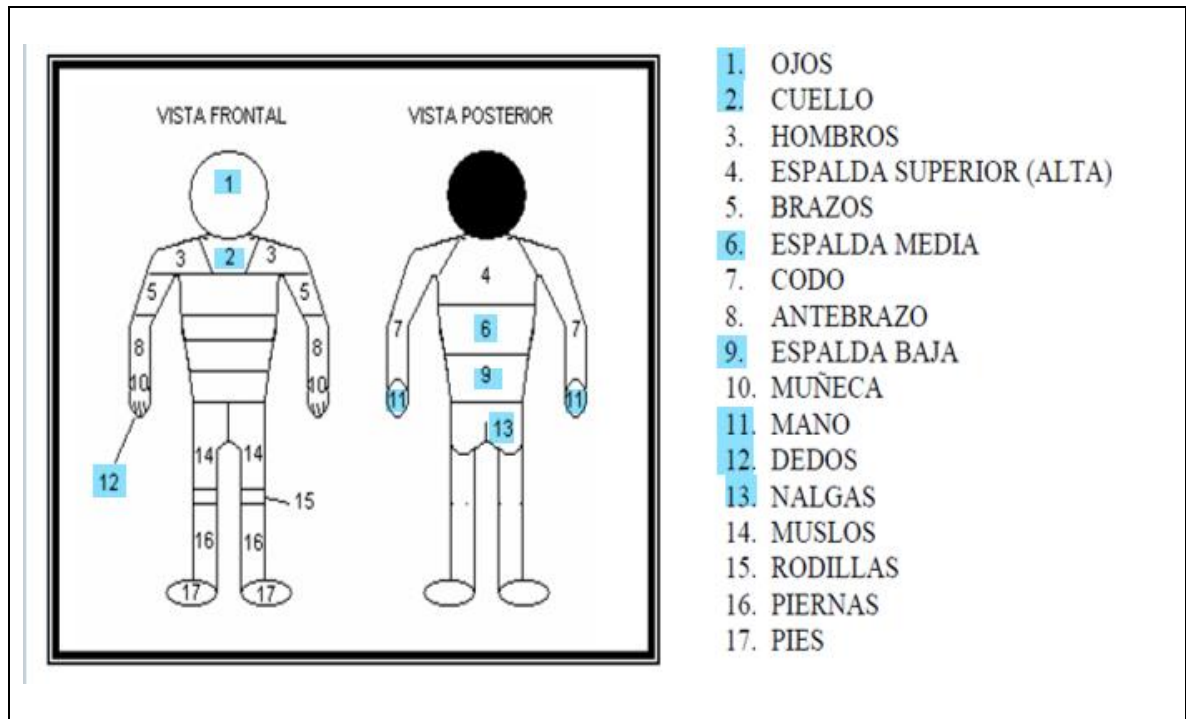 VISTA FRONTAL
VISTA POSTERIOR
1
2
3
3
5
5
8
8
10
10
12
14
14
15
16
16
17
17
4
7
6
7
9
11
11
13
1. OJOS
2. CUELLO
3. HOMBROS
4. ESPALDA SUPERIOR (ALTA)
5. BRAZOS
6. ESPALDA MEDIA
7. CODO
8. ANTEBRAZO
9. ESPALDA BAJA
10. MUÑECA
11. MANO
12. DEDOS
13. NALGAS
14. MUSLOS
15. RODILLAS
16. PIERNAS
17. PIES